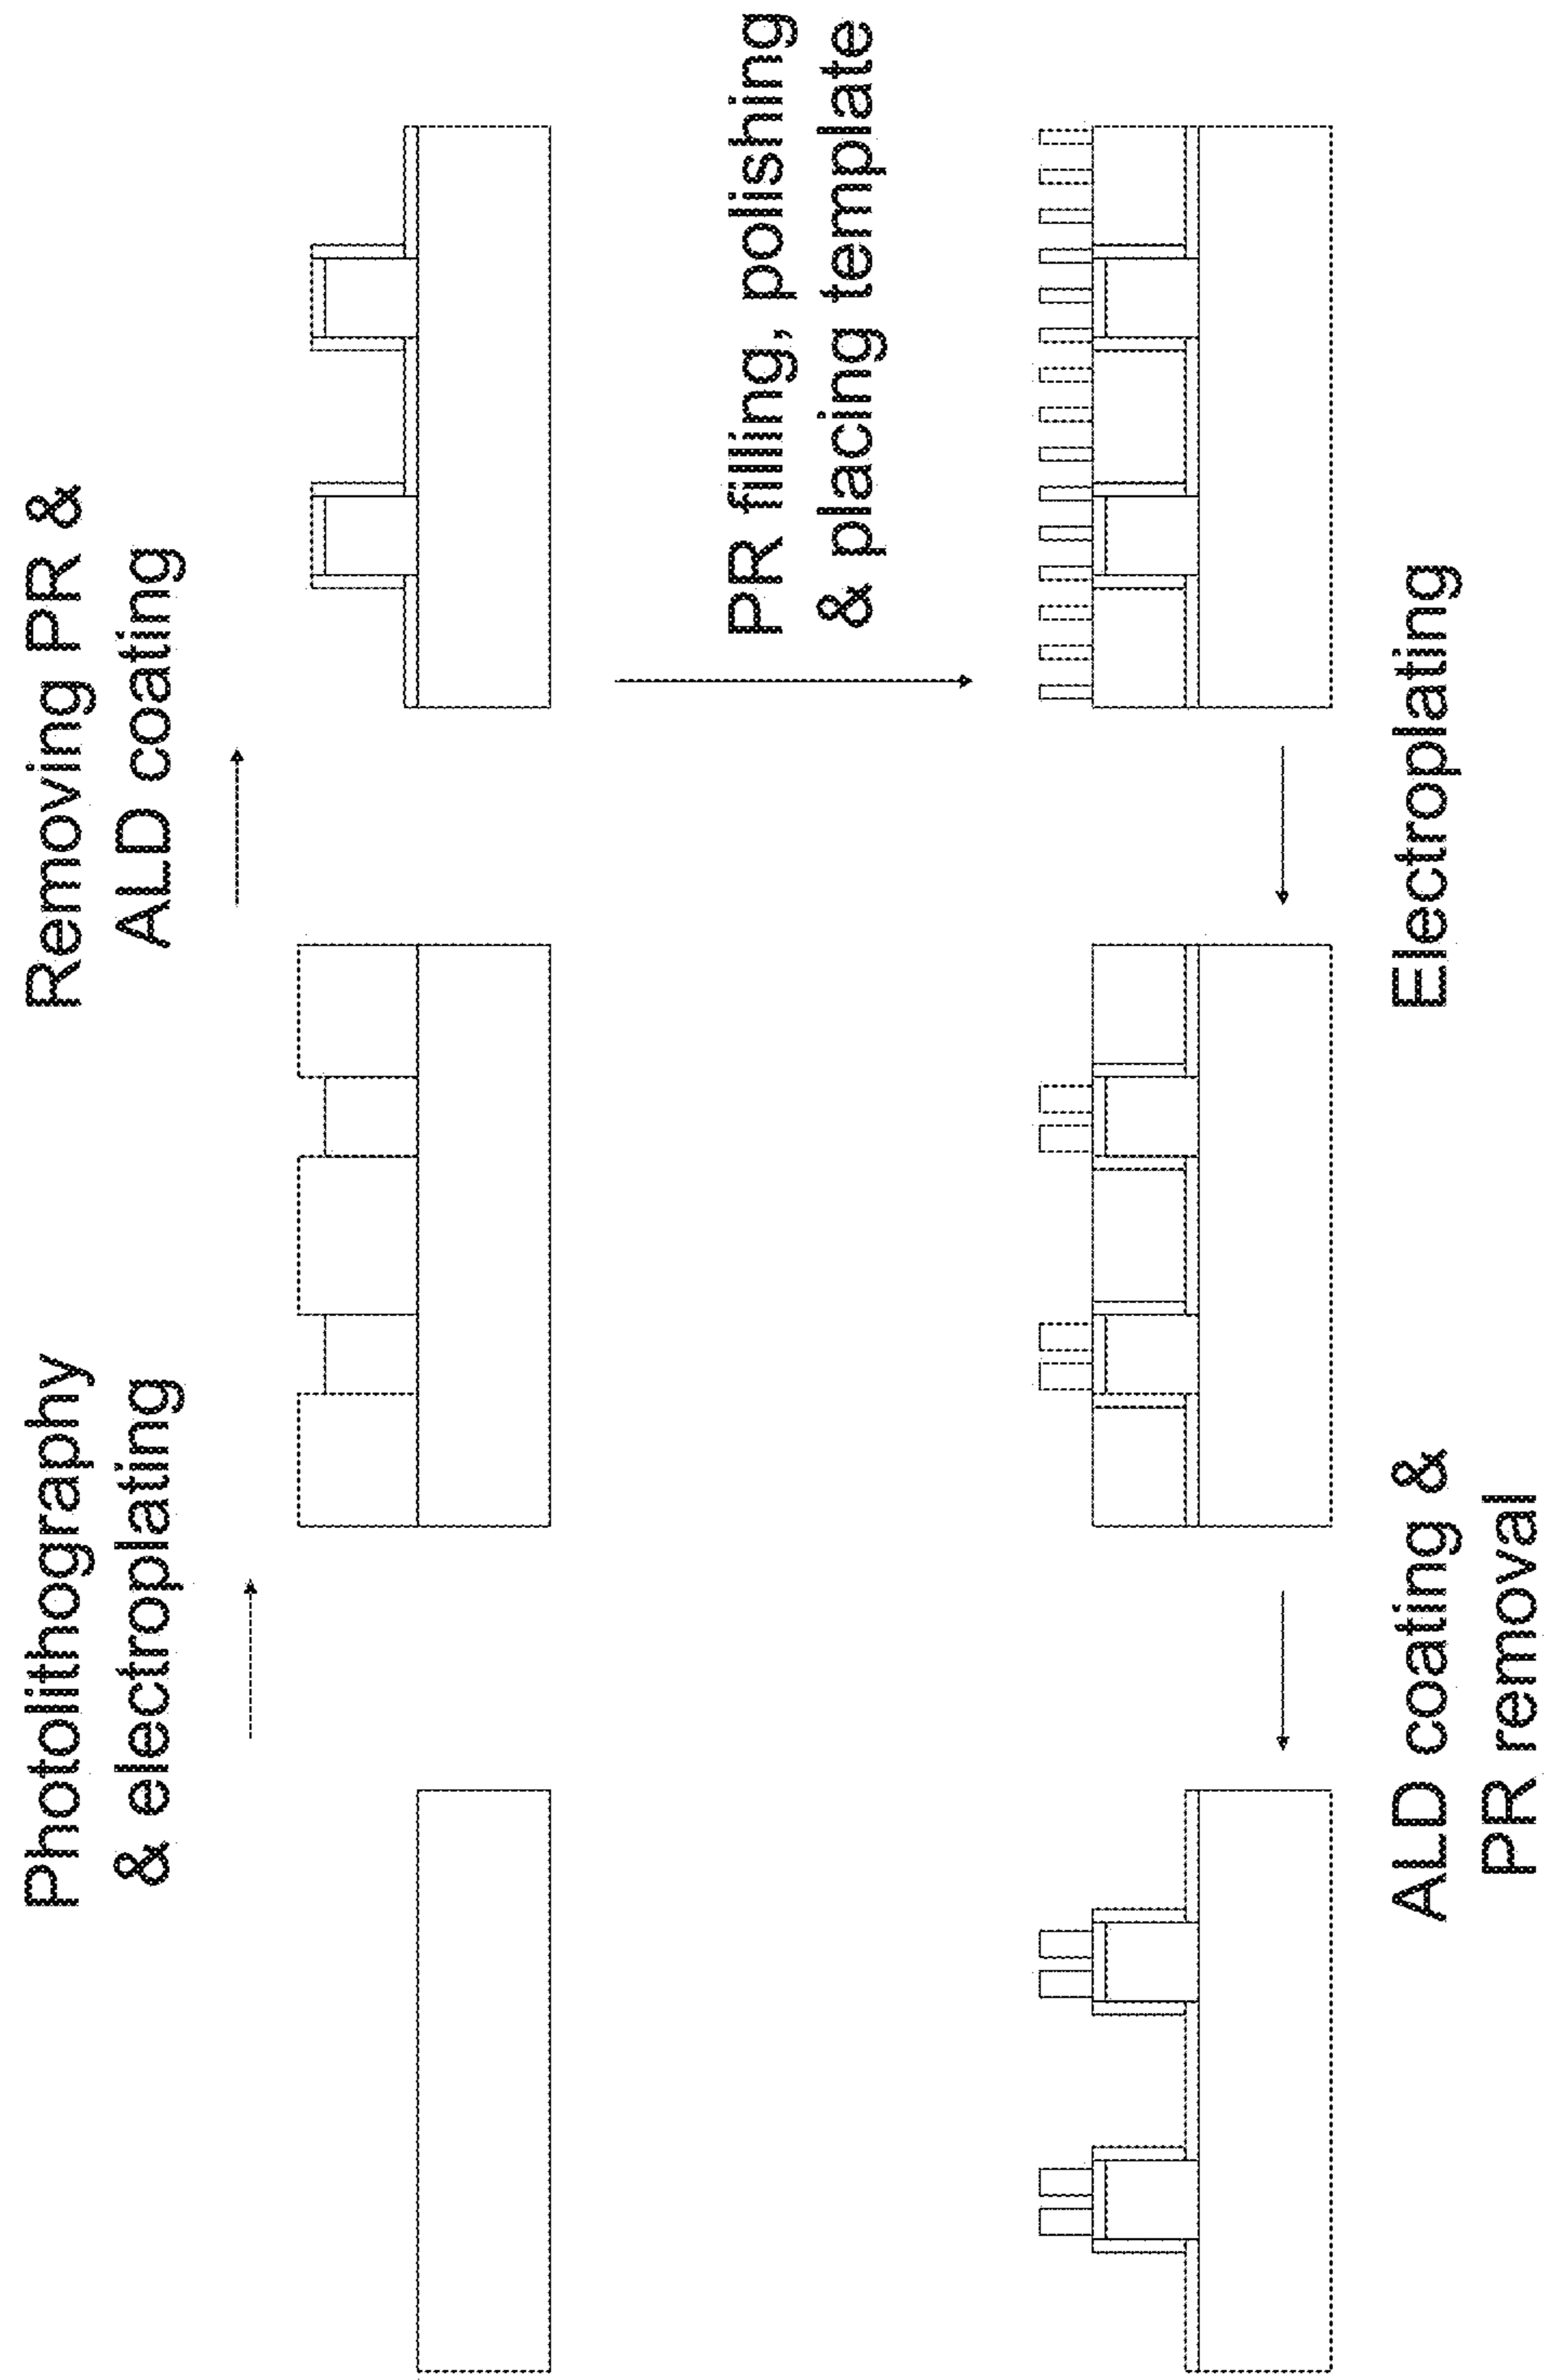 Photolithography
& electroplating
Removing PR &
ALD coating
PR filling, polishing
& placing template
Electroplating
ALD coating &
PR removal